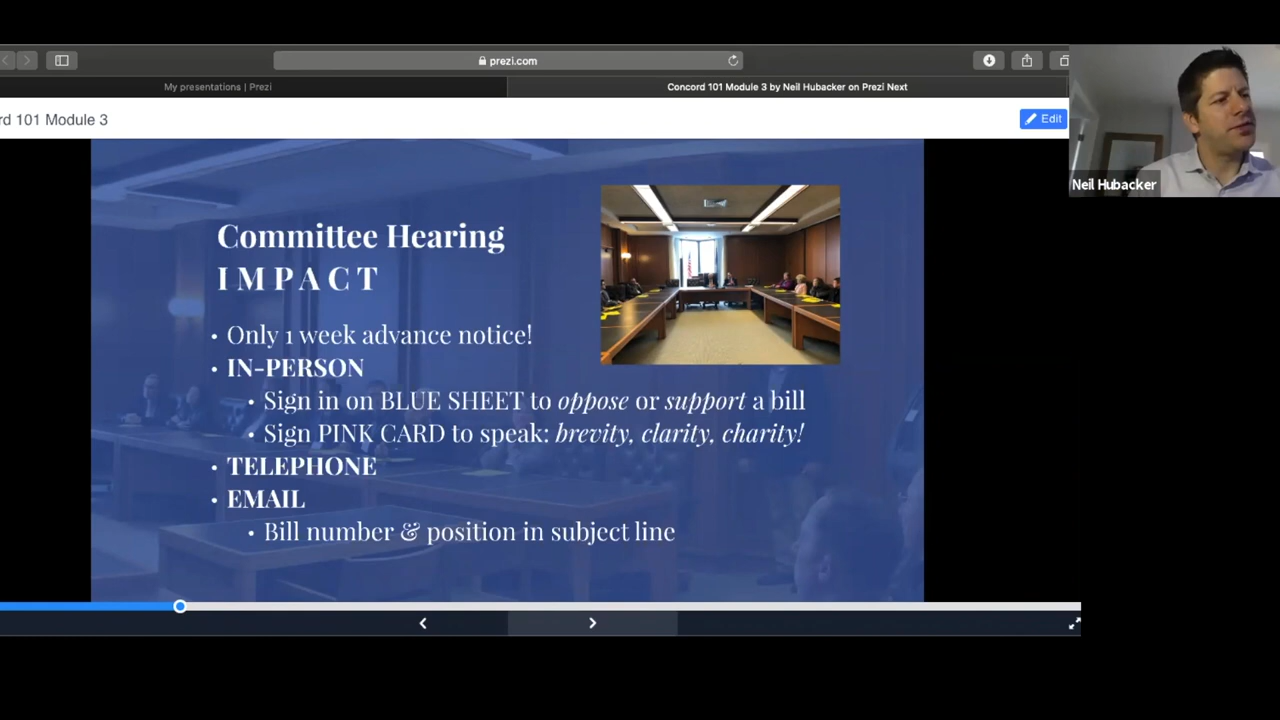 prezi.com
My presentations | Prezi
Concord 101 Module 3 by Neil Hubacker on Prezi Next
rd 101 Module 3
Edit
Neil Hubacker
Committee Hearing
IMPACT
• Only 1 week advance notice!
• IN-PERSON
• Sign in on BLUE SHEET to oppose or support a bill
• Sign PINK CARD to speak: brevity, clarity, charity!
• TELEPHONE
• EMAIL
• Bill number & position in subject line